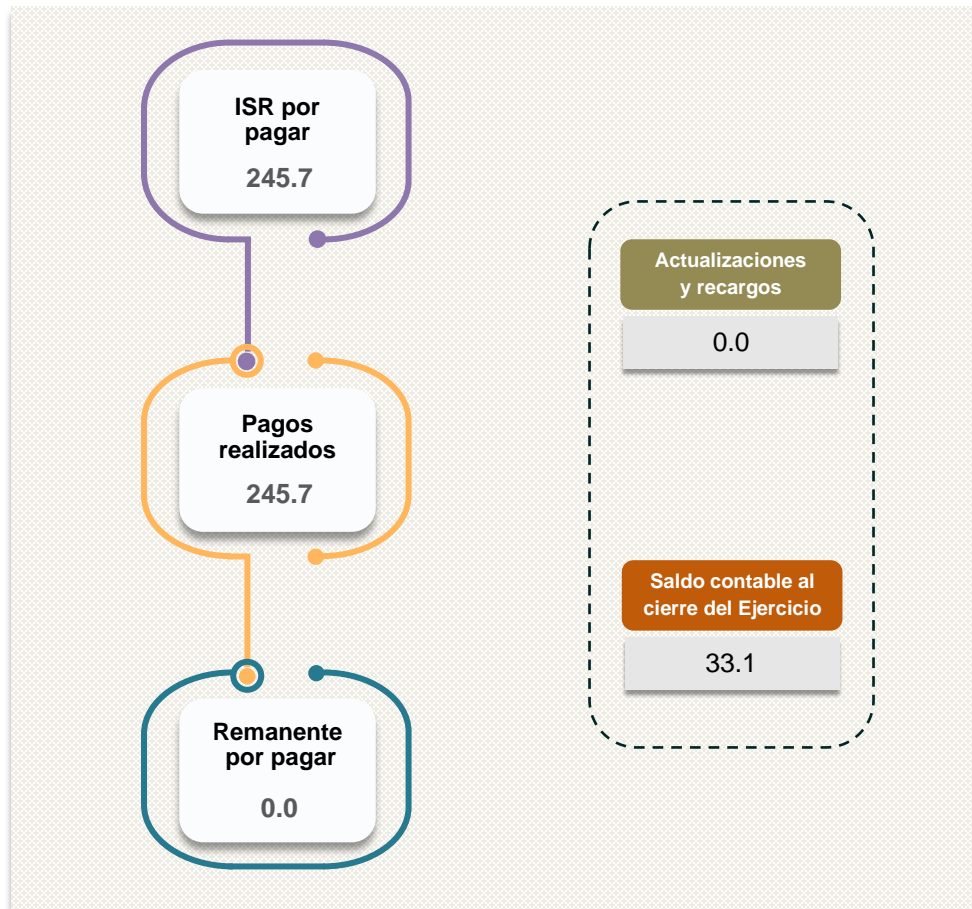 ISR por
pagar
245.7
Pagos
realizados
245.7
Remanente
por pagar
0.0
Actualizaciones
y recargos
0.0
Saldo contable al
cierre del Ejercicio
33.1